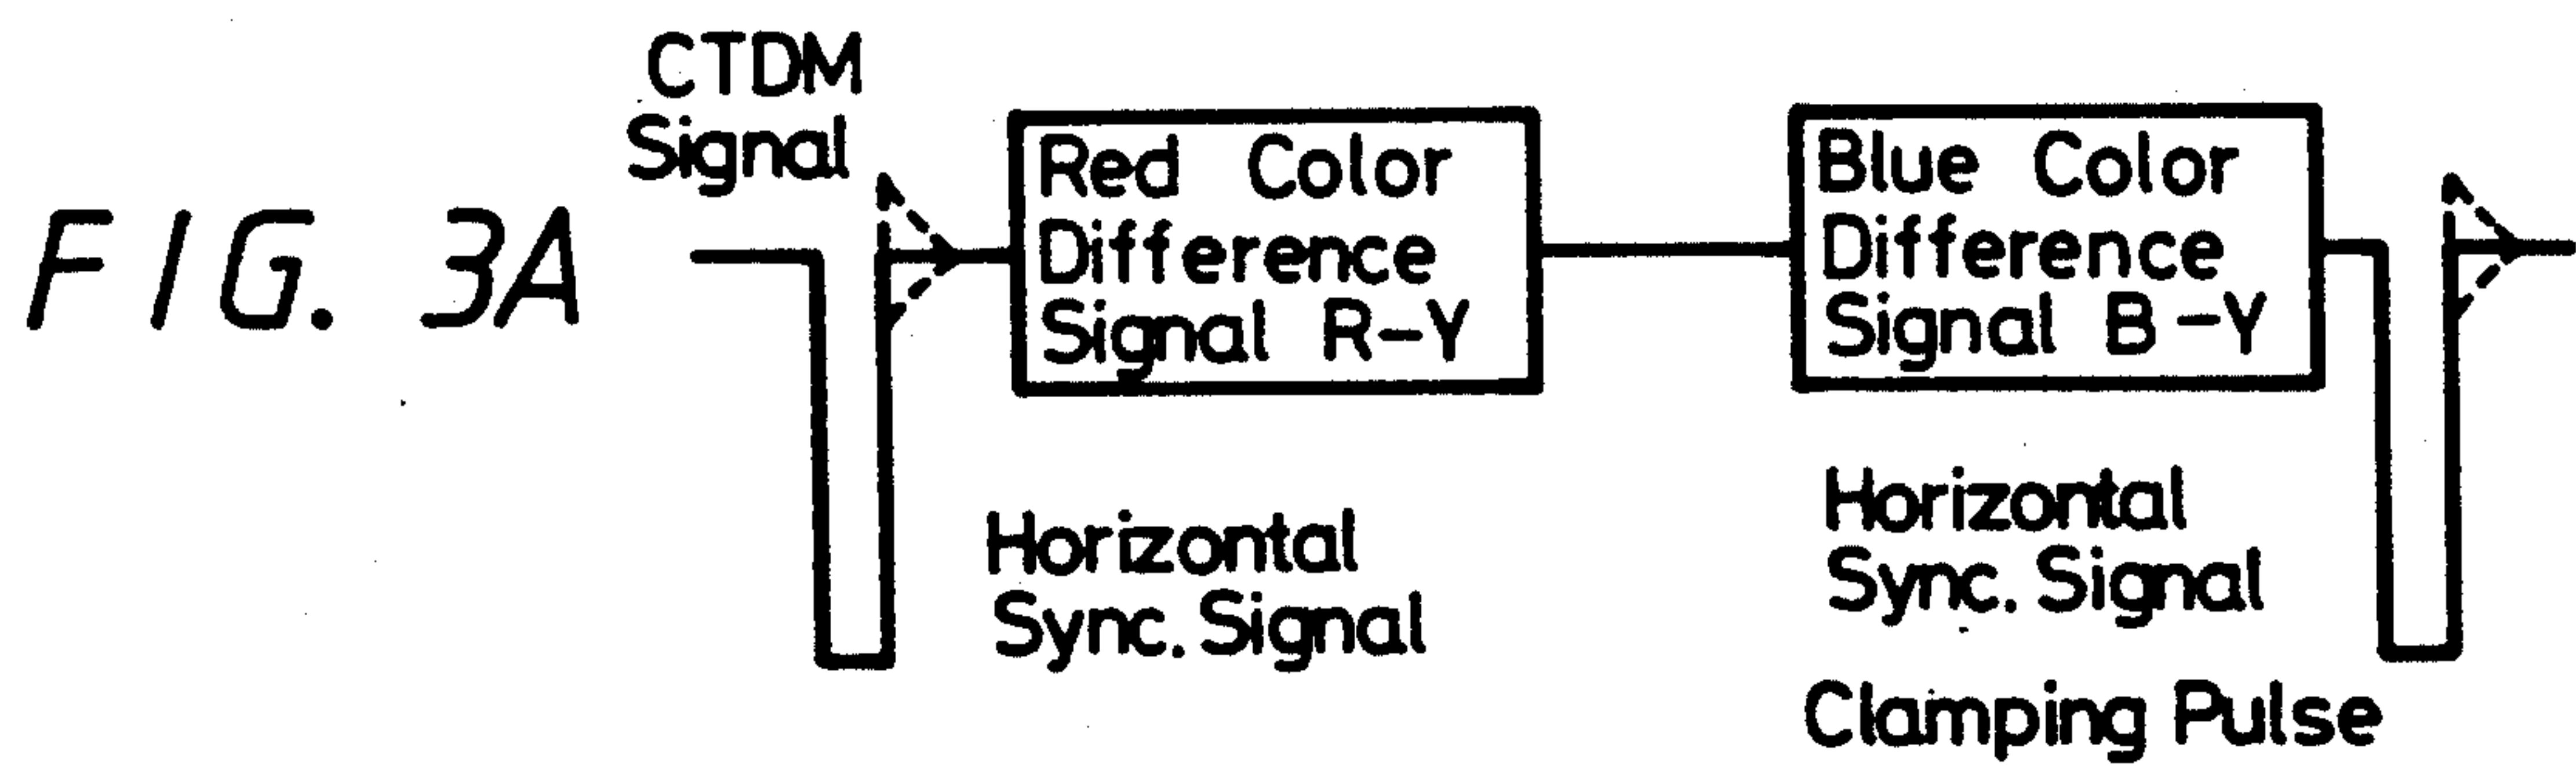 FIG. 3A
CTDM
Signal
Red Color
Difference
Signal R-Y
Blue Color
Difference
Signal B-Y
Horizontal
Sync. Signal
Horizontal
Sync. Signal
Clamping Pulse